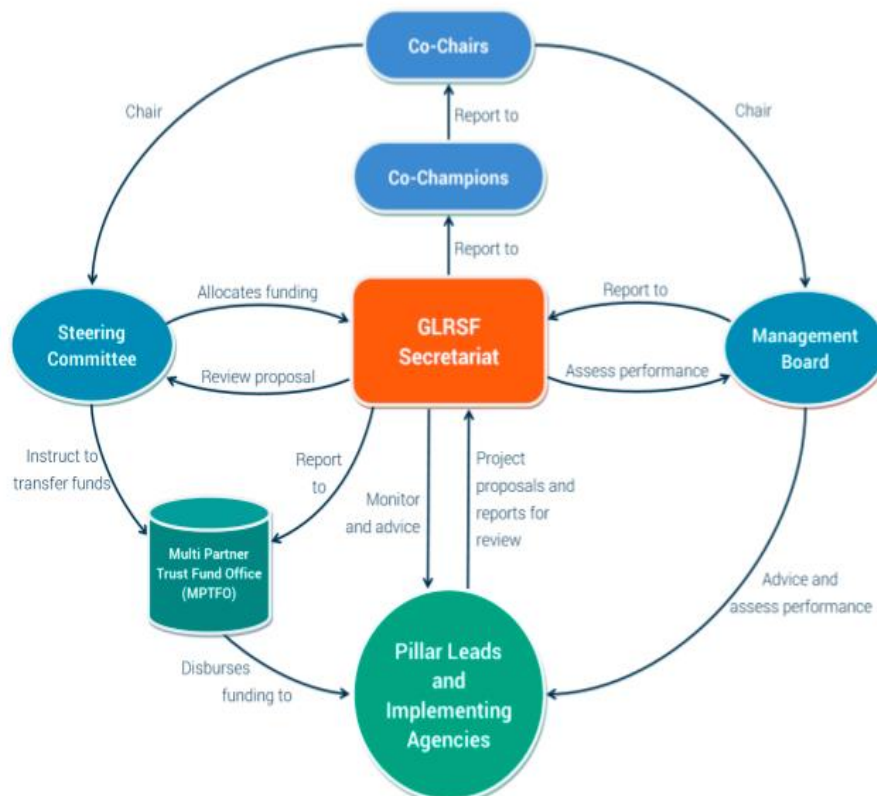 Co-Chairs
Chair
Chair
Report to
Co-Champions
Report to
Allocates funding
Report to
Steering
Committee
GLRSF
Secretariat
Management
Board
Review proposal
Assess performance
Instruct to
transfer funds
Report
to
Monitor
and advice
Project
proposals and
reports for
review
Multi Partner
Trust Fund Office
(MPTFO)
Advice and
assess performance
Disburses
funding to
Pillar Leads
and
Implementing
Agencies